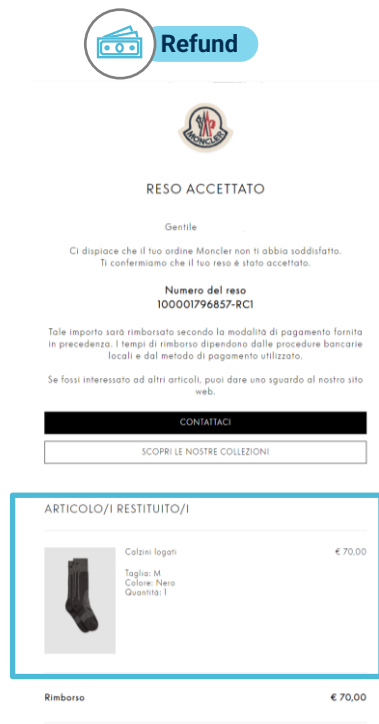 Refund
MONCLER
RESO ACCETTATO
Gentile
Ci dispiace che il tuo ordine Moncler non ti abbia soddisfatto.
Ti confermiamo che il tuo reso è stato accettato.
Numero del reso
100001796857-RC1
Tale importo sarà rimborsato secondo la modalità di pagamento fornita
in precedenza. I tempi di rimborso dipendono dalle procedure bancarie
locali e dal metodo di pagamento utilizzato.
Se fossi interessato ad altri articoli, puoi dare uno sguardo al nostro sito
web.
CONTATTACI
SCOPRI LE NOSTRE COLLEZIONI
ARTICOLO/I RESTITUITO/I
Calzini logati € 70,00
Taglia: M
Colore: Nero
Quantità: 1
Rimborso € 70,00